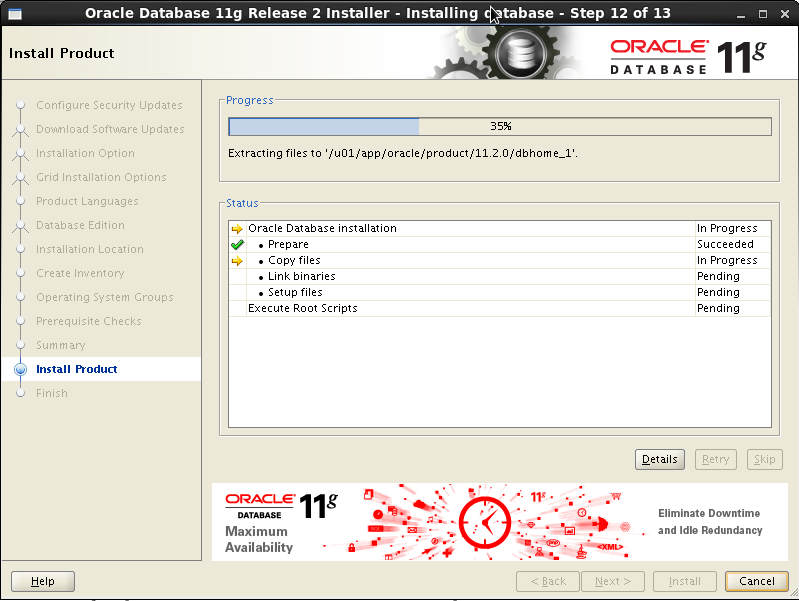 Oracle Database 11g Release 2 Installer - Installing database - Step 12 of 13
Install Product
ORACLE
DATABASE
11g
Configure Security Updates
Download Software Updates
Installation Option
Grid Installation Options
Product Languages
Database Edition
Installation Location
Create Inventory
Operating System Groups
Prerequisite Checks
Summary
Install Product
Finish
Progress
35%
Extracting files to '/u01/app/oracle/product/11.2.0/dbhome_1'.
Status
Oracle Database installation In Progress
• Prepare Succeeded
• Copy files In Progress
• Link binaries Pending
• Setup files Pending
Execute Root Scripts Pending
Details Retry Skip
ORACLE
DATABASE
11g
Maximum
Availability
11g
<XML>
Eliminate Downtime
and Idle Redundancy
Help < Back Next > Install Cancel